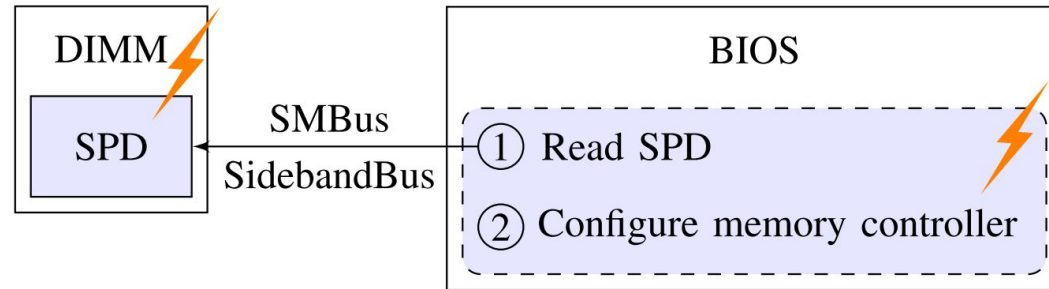 DIMM
SPD
SMBus
SidebandBus
BIOS
1 Read SPD
2 Configure memory controller